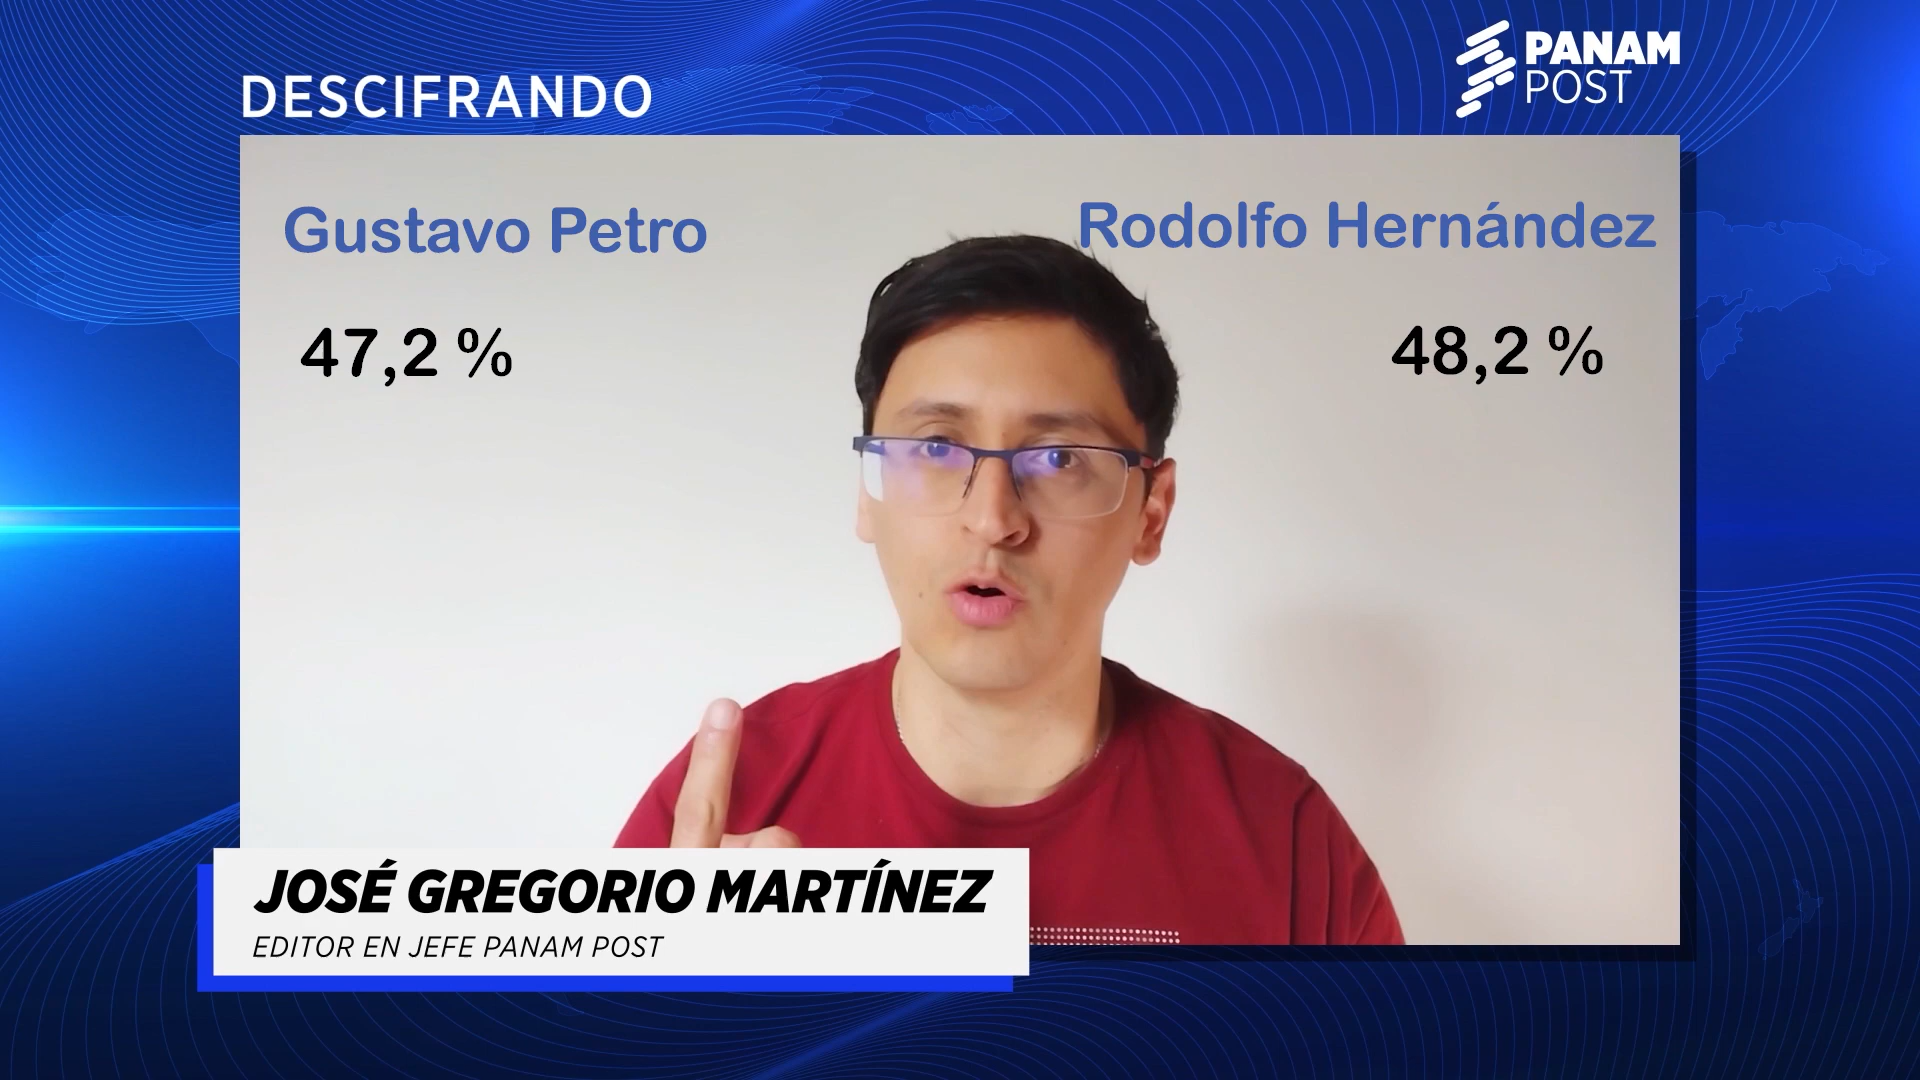 DESCIFRANDO
PANAM
POST
Gustavo Petro
Rodolfo Hernández
47,2 %
48,2 %
JOSÉ GREGORIO MARTÍNEZ
EDITOR EN JEFE PANAM POST